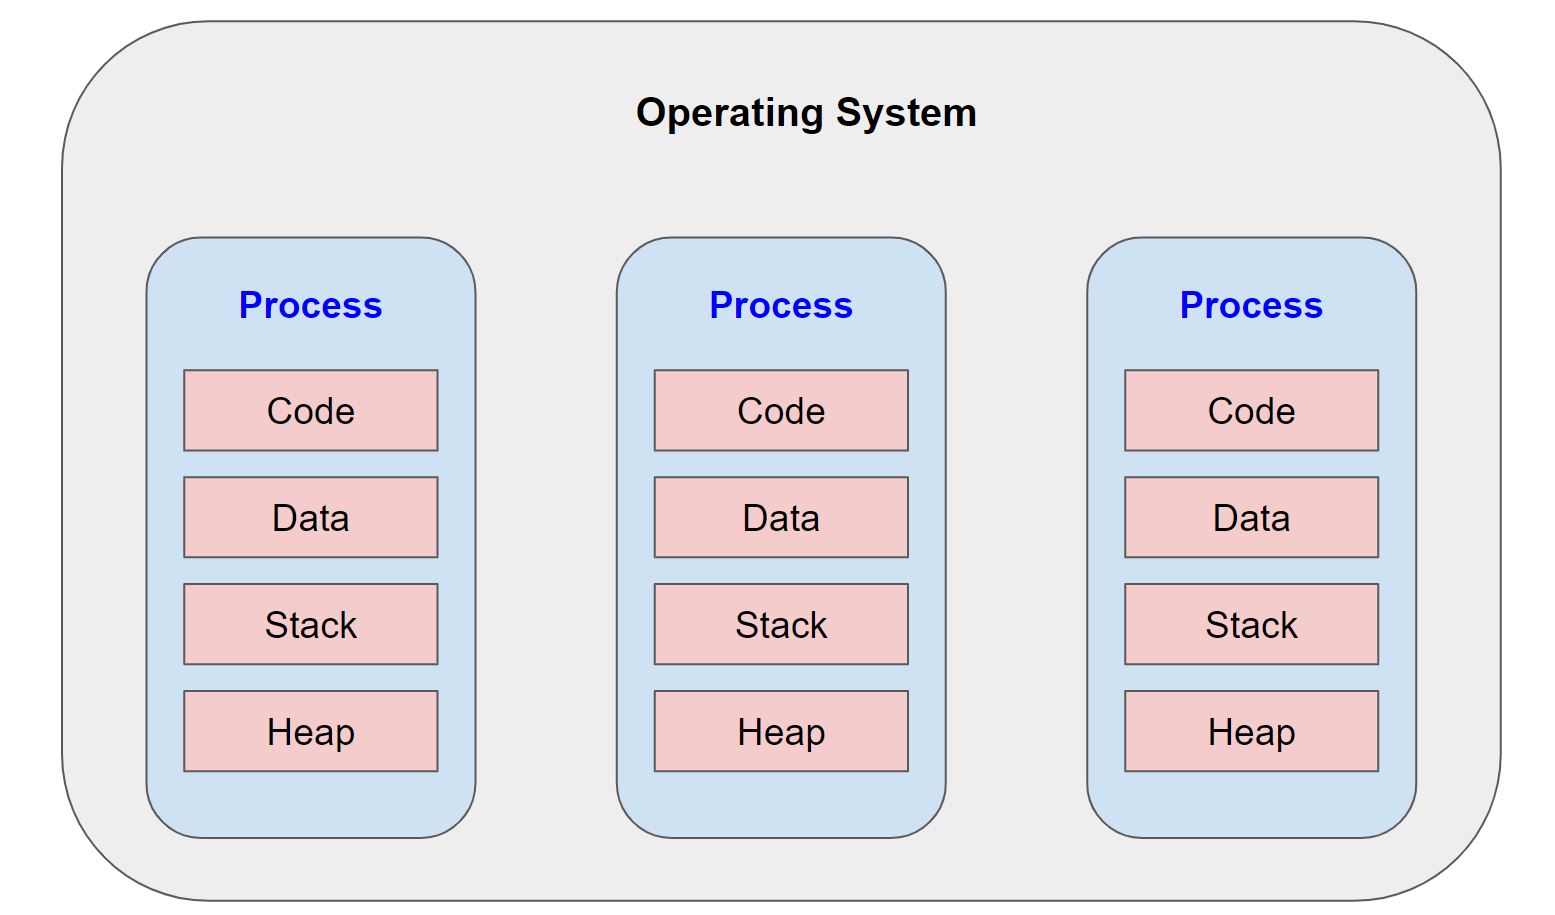 Operating System
Process
Code
Data
Stack
Heap
Process
Code
Data
Stack
Heap
Process
Code
Data
Stack
Heap